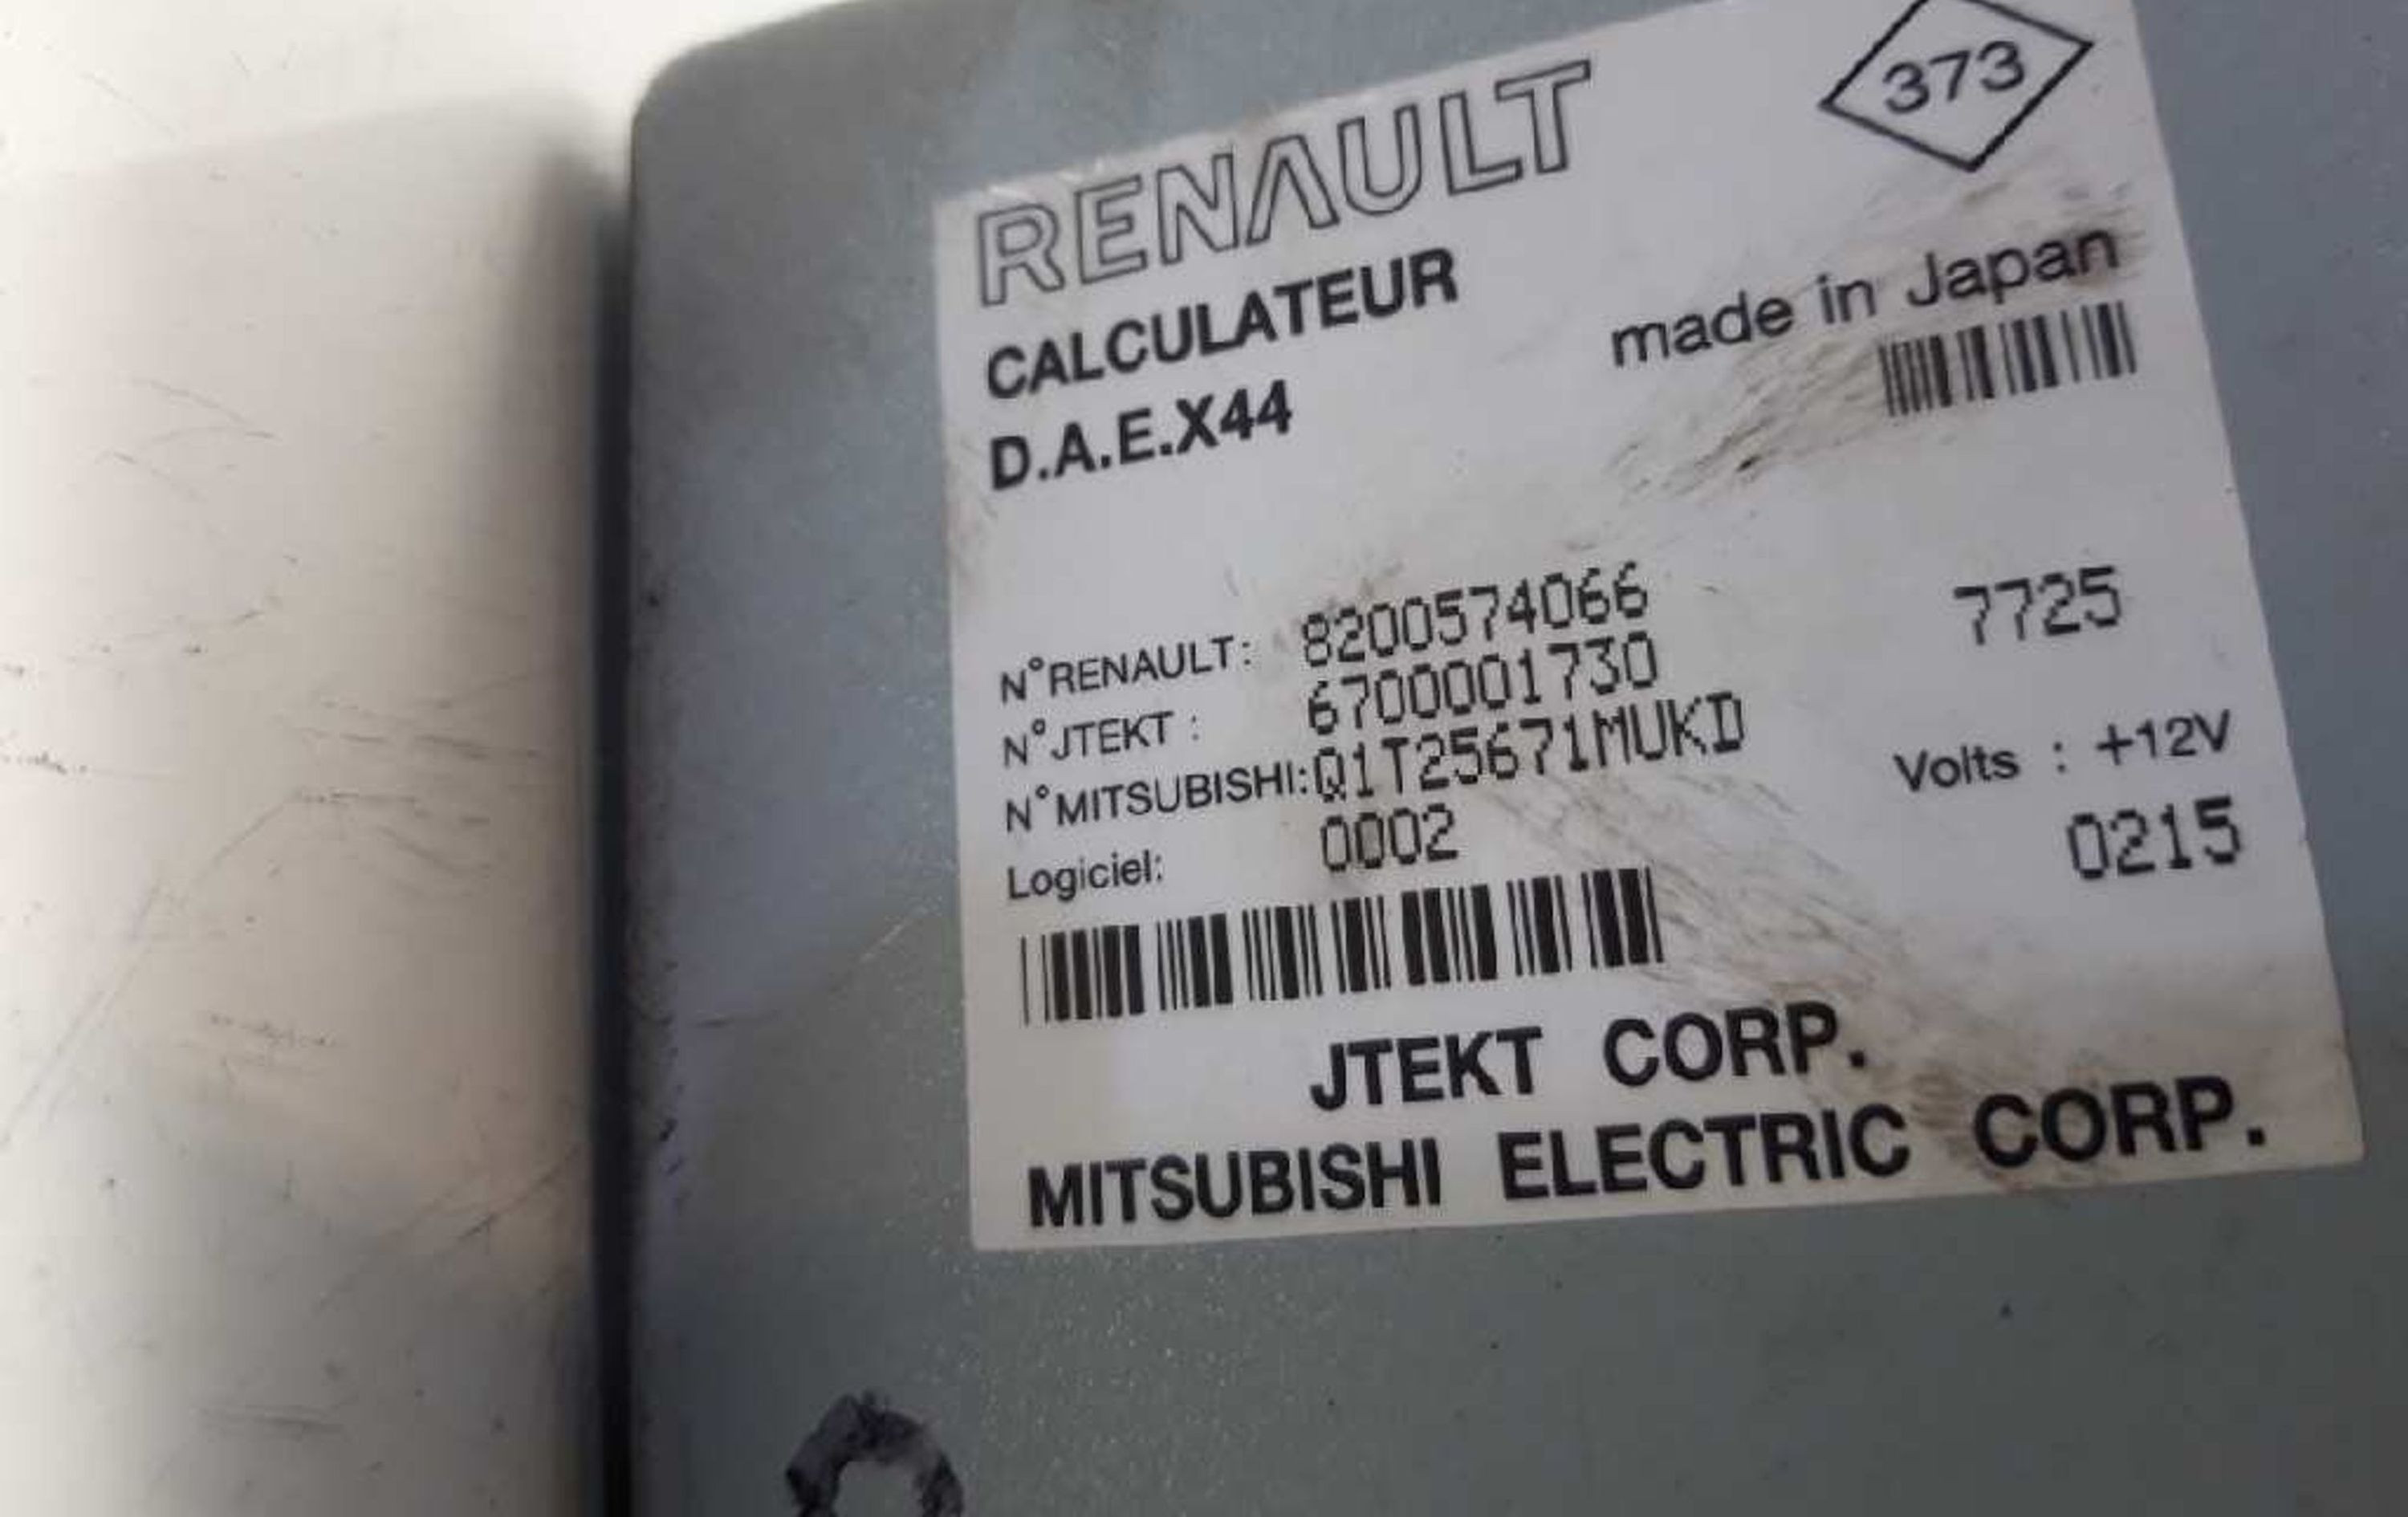 RENAULT
373
CALCULATEUR
made in Japan
D.A.E.X44
N°RENAULT: 8200574066 7725
N°JTEKT : 6700001730
N°MITSUBISHI:Q1T25671MUKD Volts : +12V
Logiciel: 0002 0215
JTEKT CORP.
MITSUBISHI ELECTRIC CORP.